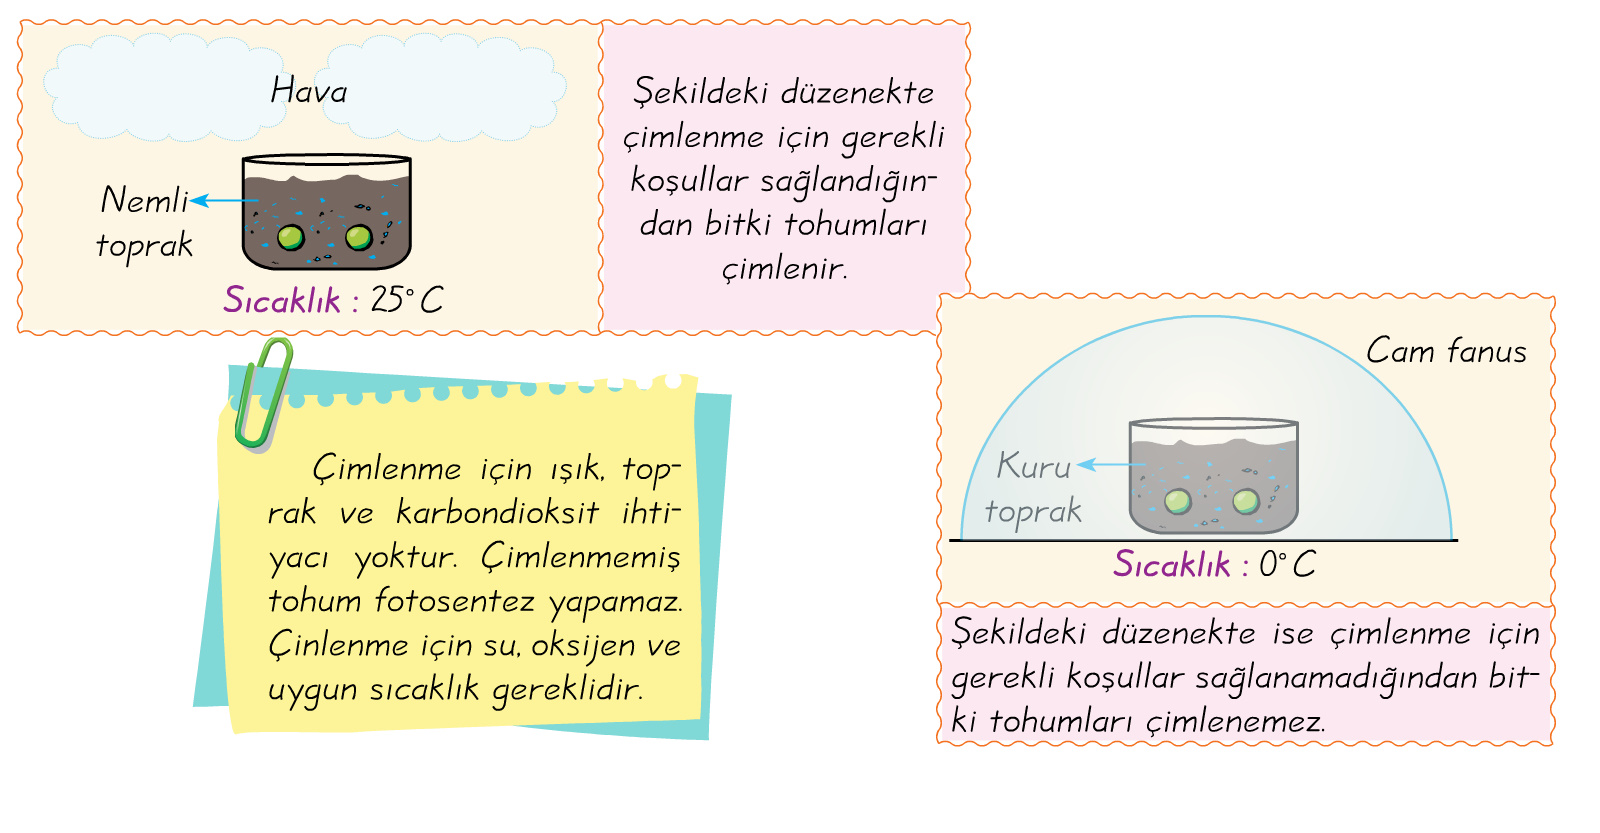 Hava
Nemli
toprak
Sıcaklık : 25° C
Şekildeki düzenekte
çimlenme için gerekli
koşullar sağlandığın-
dan bitki tohumları
çimlenir.
Çimlenme için ışık, top-
rak ve karbondioksit ihti-
yacı yoktur. Çimlenmemiş
tohum fotosentez yapamaz.
Çinlenme için su, oksijen ve
uygun sıcaklık gereklidir.
Cam fanus
Kuru
toprak
Sıcaklık : 0° C
Şekildeki düzenekte ise çimlenme için
gerekli koşullar sağlanamadığından bit-
ki tohumları çimlenemez.